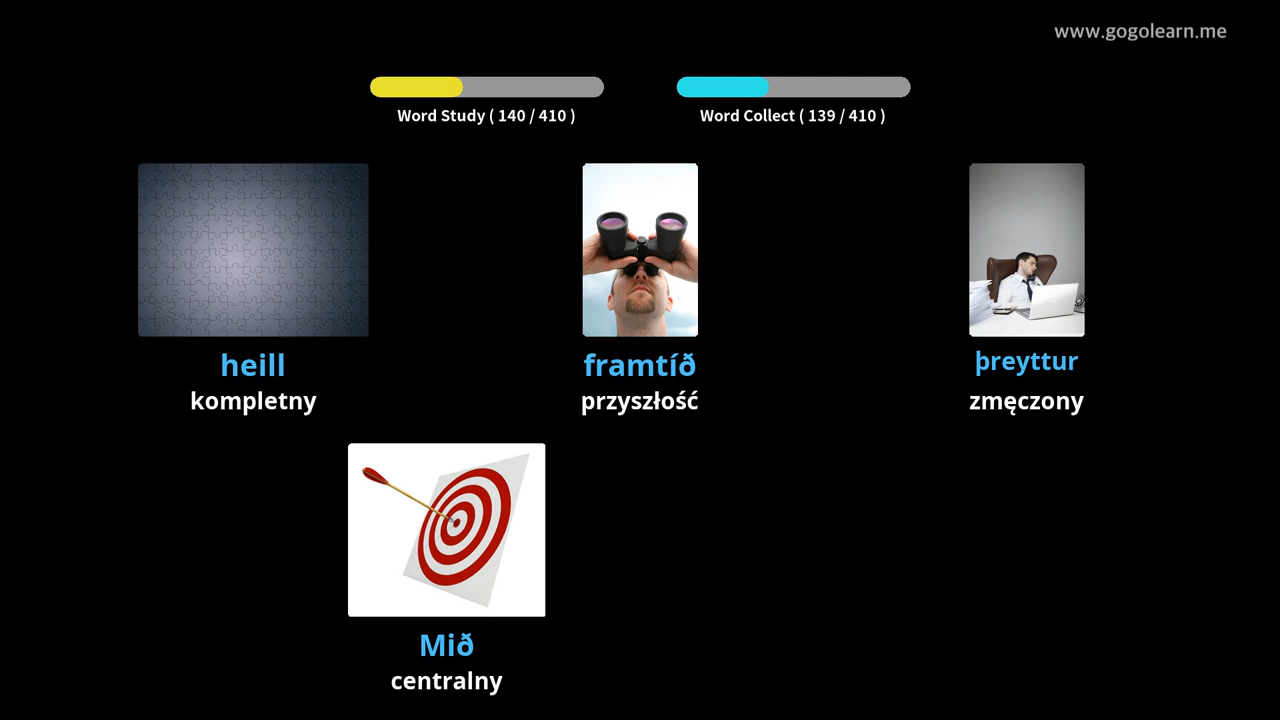 www.gogolearn.me
Word Study ( 140 / 410 )
Word Collect ( 139 / 410 )
heill
kompletny
framtíð
przyszłość
þreyttur
zmęczony
Mið
centralny